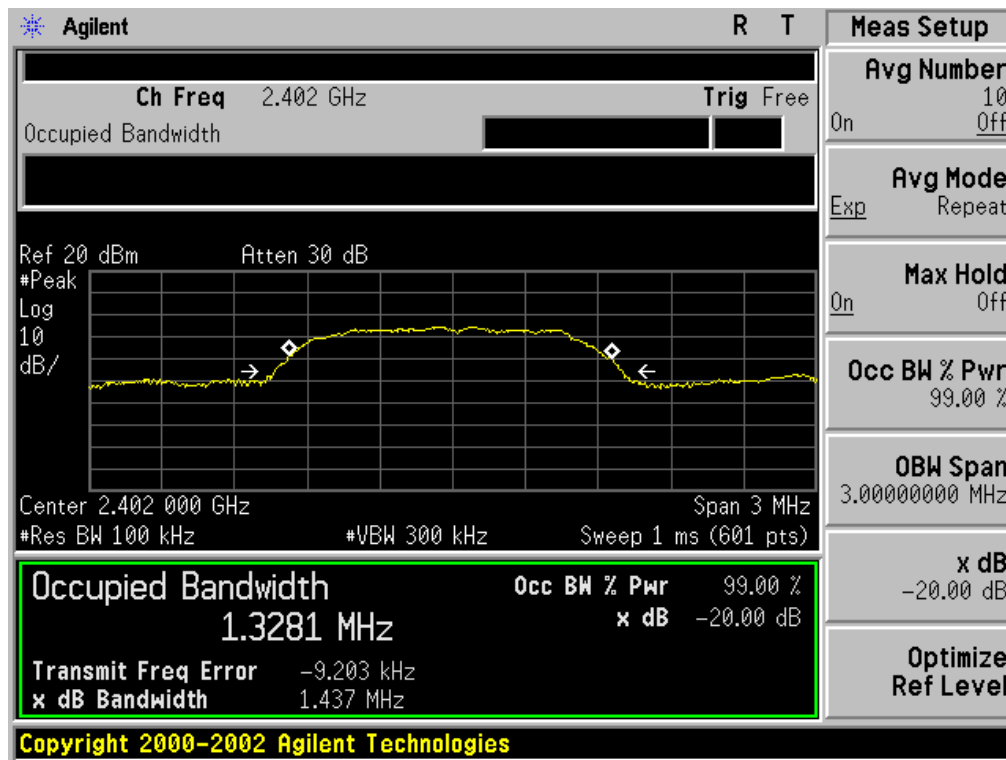 Agilent R T
Ch Freq 2.402 GHz Trig Free
Occupied Bandwidth
Ref 20 dBm Atten 30 dB
#Peak
Log
10
dB/
Center 2.402 000 GHz Span 3 MHz
#Res BW 100 kHz #VBW 300 kHz Sweep 1 ms (601 pts)
Occupied Bandwidth Occ BW % Pwr 99.00 %
1.3281 MHz x dB -20.00 dB
Transmit Freq Error -9.203 kHz
x dB Bandwidth 1.437 MHz
Copyright 2000-2002 Agilent Technologies
Meas Setup
Avg Number
10
On Off
Avg Mode
Exp Repeat
Max Hold
On Off
Occ BW % Pwr
99.00 %
OBW Span
3.00000000 MHz
x dB
-20.00 dB
Optimize
Ref Level